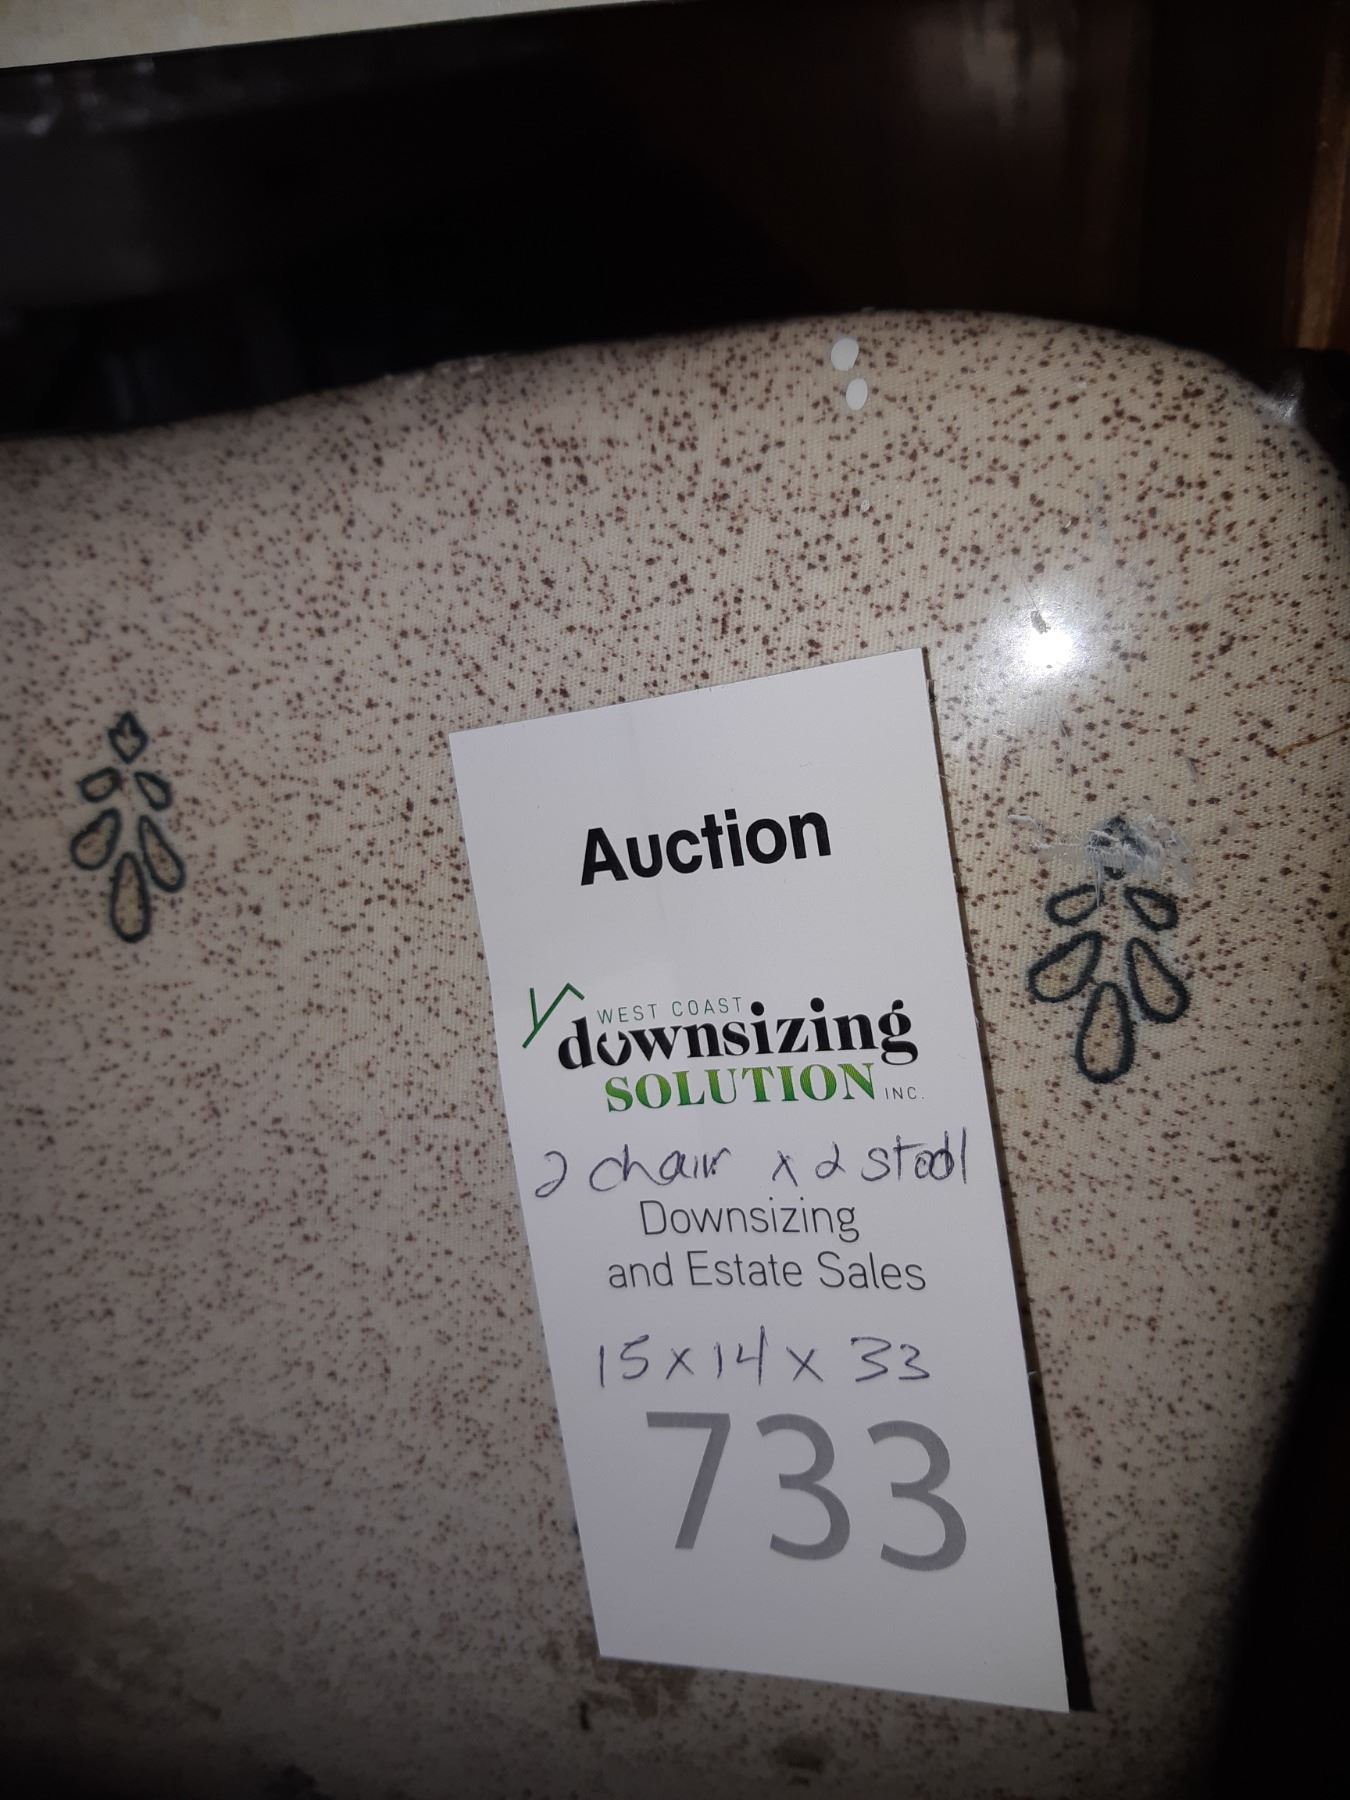 Auction
WEST COAST
downsizing
SOLUTION INC.
2 chair x 2 stool
Downsizing
and Estate Sales
15 x 14 x 33
733